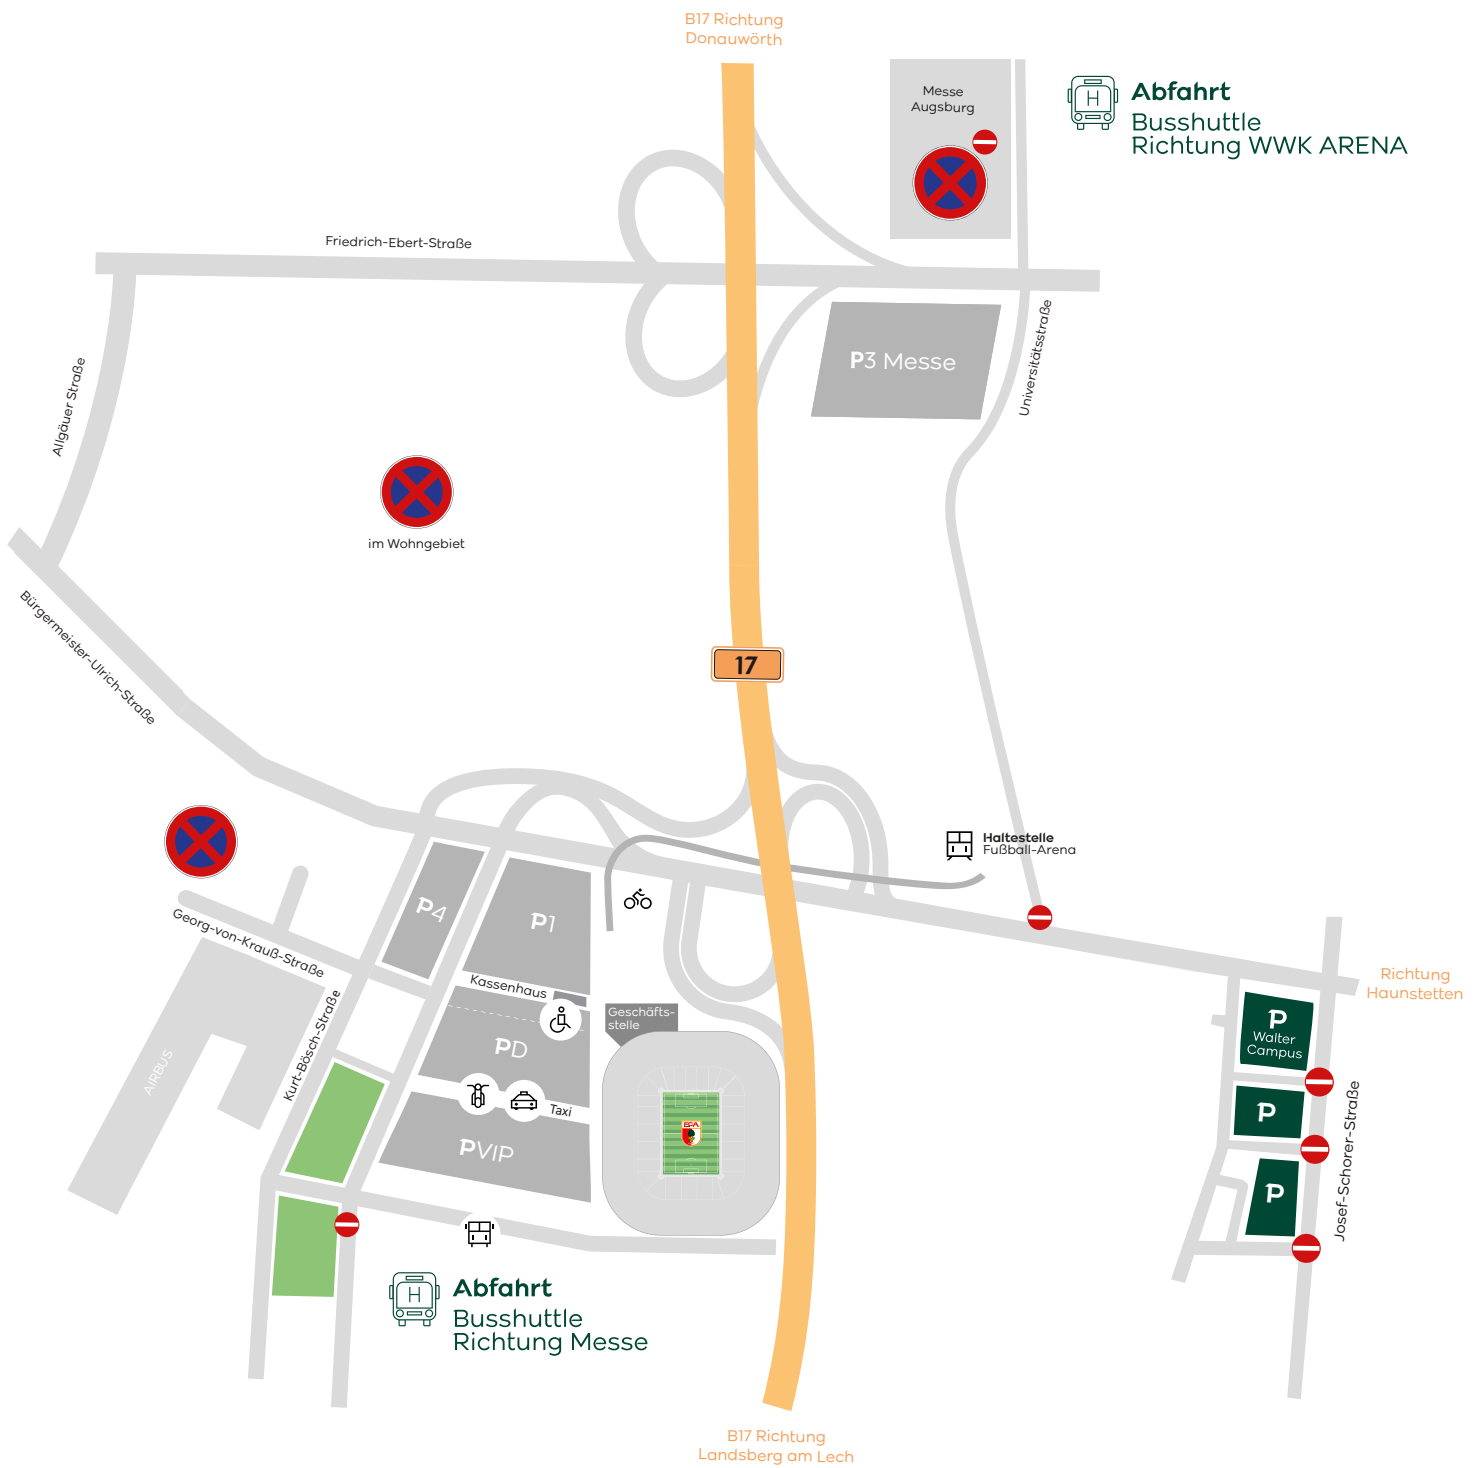 B17 Richtung
Donauwörth
Messe
Augsburg
H
Abfahrt
Busshuttle
Richtung WWK ARENA
Friedrich-Ebert-Straße
Universitätsstraße
P3 Messe
Allgäuer Straße
im Wohngebiet
Bürgermeister-Ulrich-Straße
17
Haltestelle
Fußball-Arena
P4
P1
Georg-von-Krauß-Straße
Kassenhaus
Richtung
Haunstetten
Geschäfts-
stelle
P
Walter
Campus
Kurt-Bösch-Straße
AIRBUS
PD
Taxi
P
FCA
PVIP
Josef-Schorer-Straße
P
H
Abfahrt
Busshuttle
Richtung Messe
B17 Richtung
Landsberg am Lech